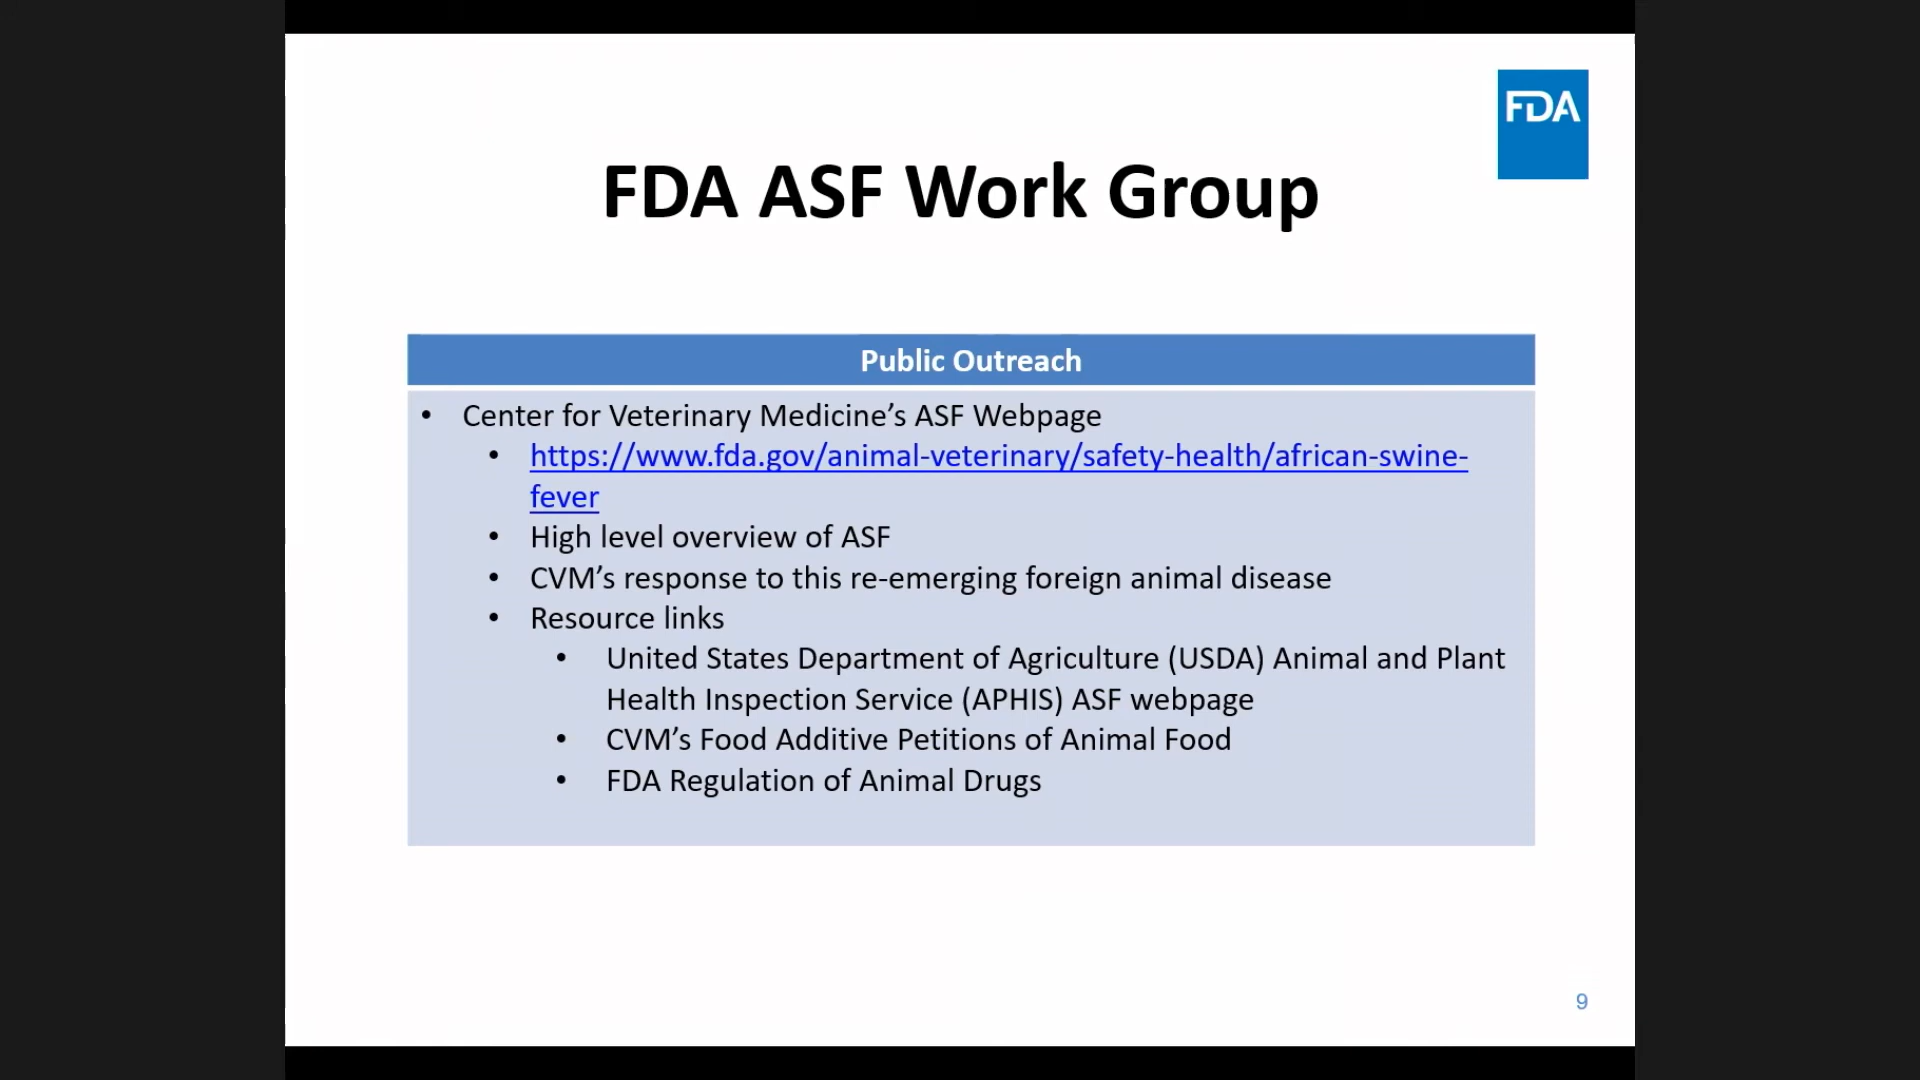 FDA
FDA ASF Work Group
Public Outreach
• Center for Veterinary Medicine’s ASF Webpage
• https://www.fda.gov/animal-veterinary/safety-health/african-swine-
fever
• High level overview of ASF
• CVM’s response to this re-emerging foreign animal disease
• Resource links
• United States Department of Agriculture (USDA) Animal and Plant
Health Inspection Service (APHIS) ASF webpage
• CVM’s Food Additive Petitions of Animal Food
• FDA Regulation of Animal Drugs
9